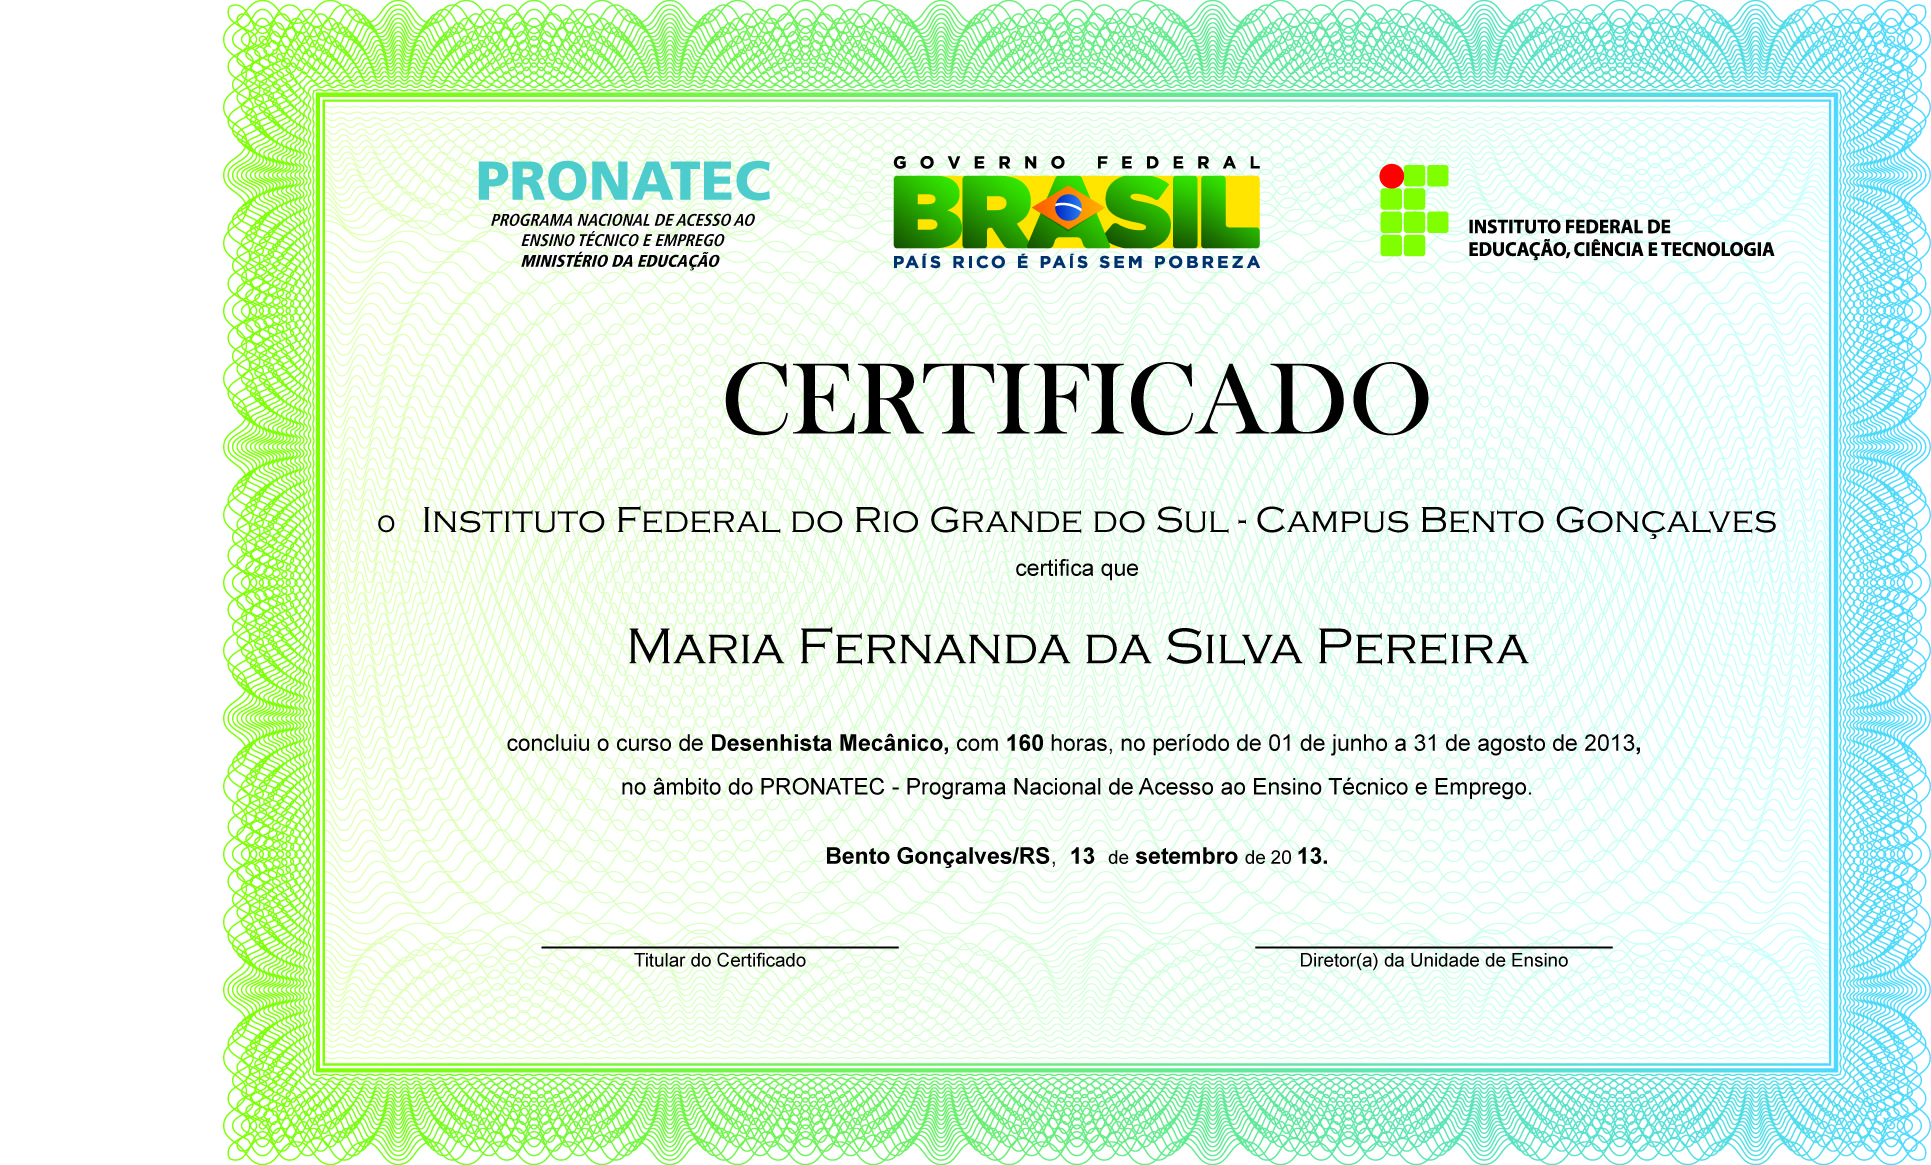 PRONATEC
PROGRAMA NACIONAL DE ACESSO AO
ENSINO TÉCNICO E EMPREGO
MINISTÉRIO DA EDUCAÇÃO
GOVERNO FEDERAL
BRASIL
PAÍS RICO É PAÍS SEM POBREZA
INSTITUTO FEDERAL DE
EDUCAÇÃO, CIÊNCIA E TECNOLOGIA
CERTIFICADO
O INSTITUTO FEDERAL DO RIO GRANDE DO SUL - CAMPUS BENTO GONÇALVES
certifica que
MARIA FERNANDA DA SILVA PEREIRA
concluiu o curso de Desenhista Mecânico, com 160 horas, no período de 01 de junho a 31 de agosto de 2013,
no âmbito do PRONATEC - Programa Nacional de Acesso ao Ensino Técnico e Emprego.
Bento Gonçalves/RS, 13 de setembro de 20 13.
Titular do Certificado
Diretor(a) da Unidade de Ensino